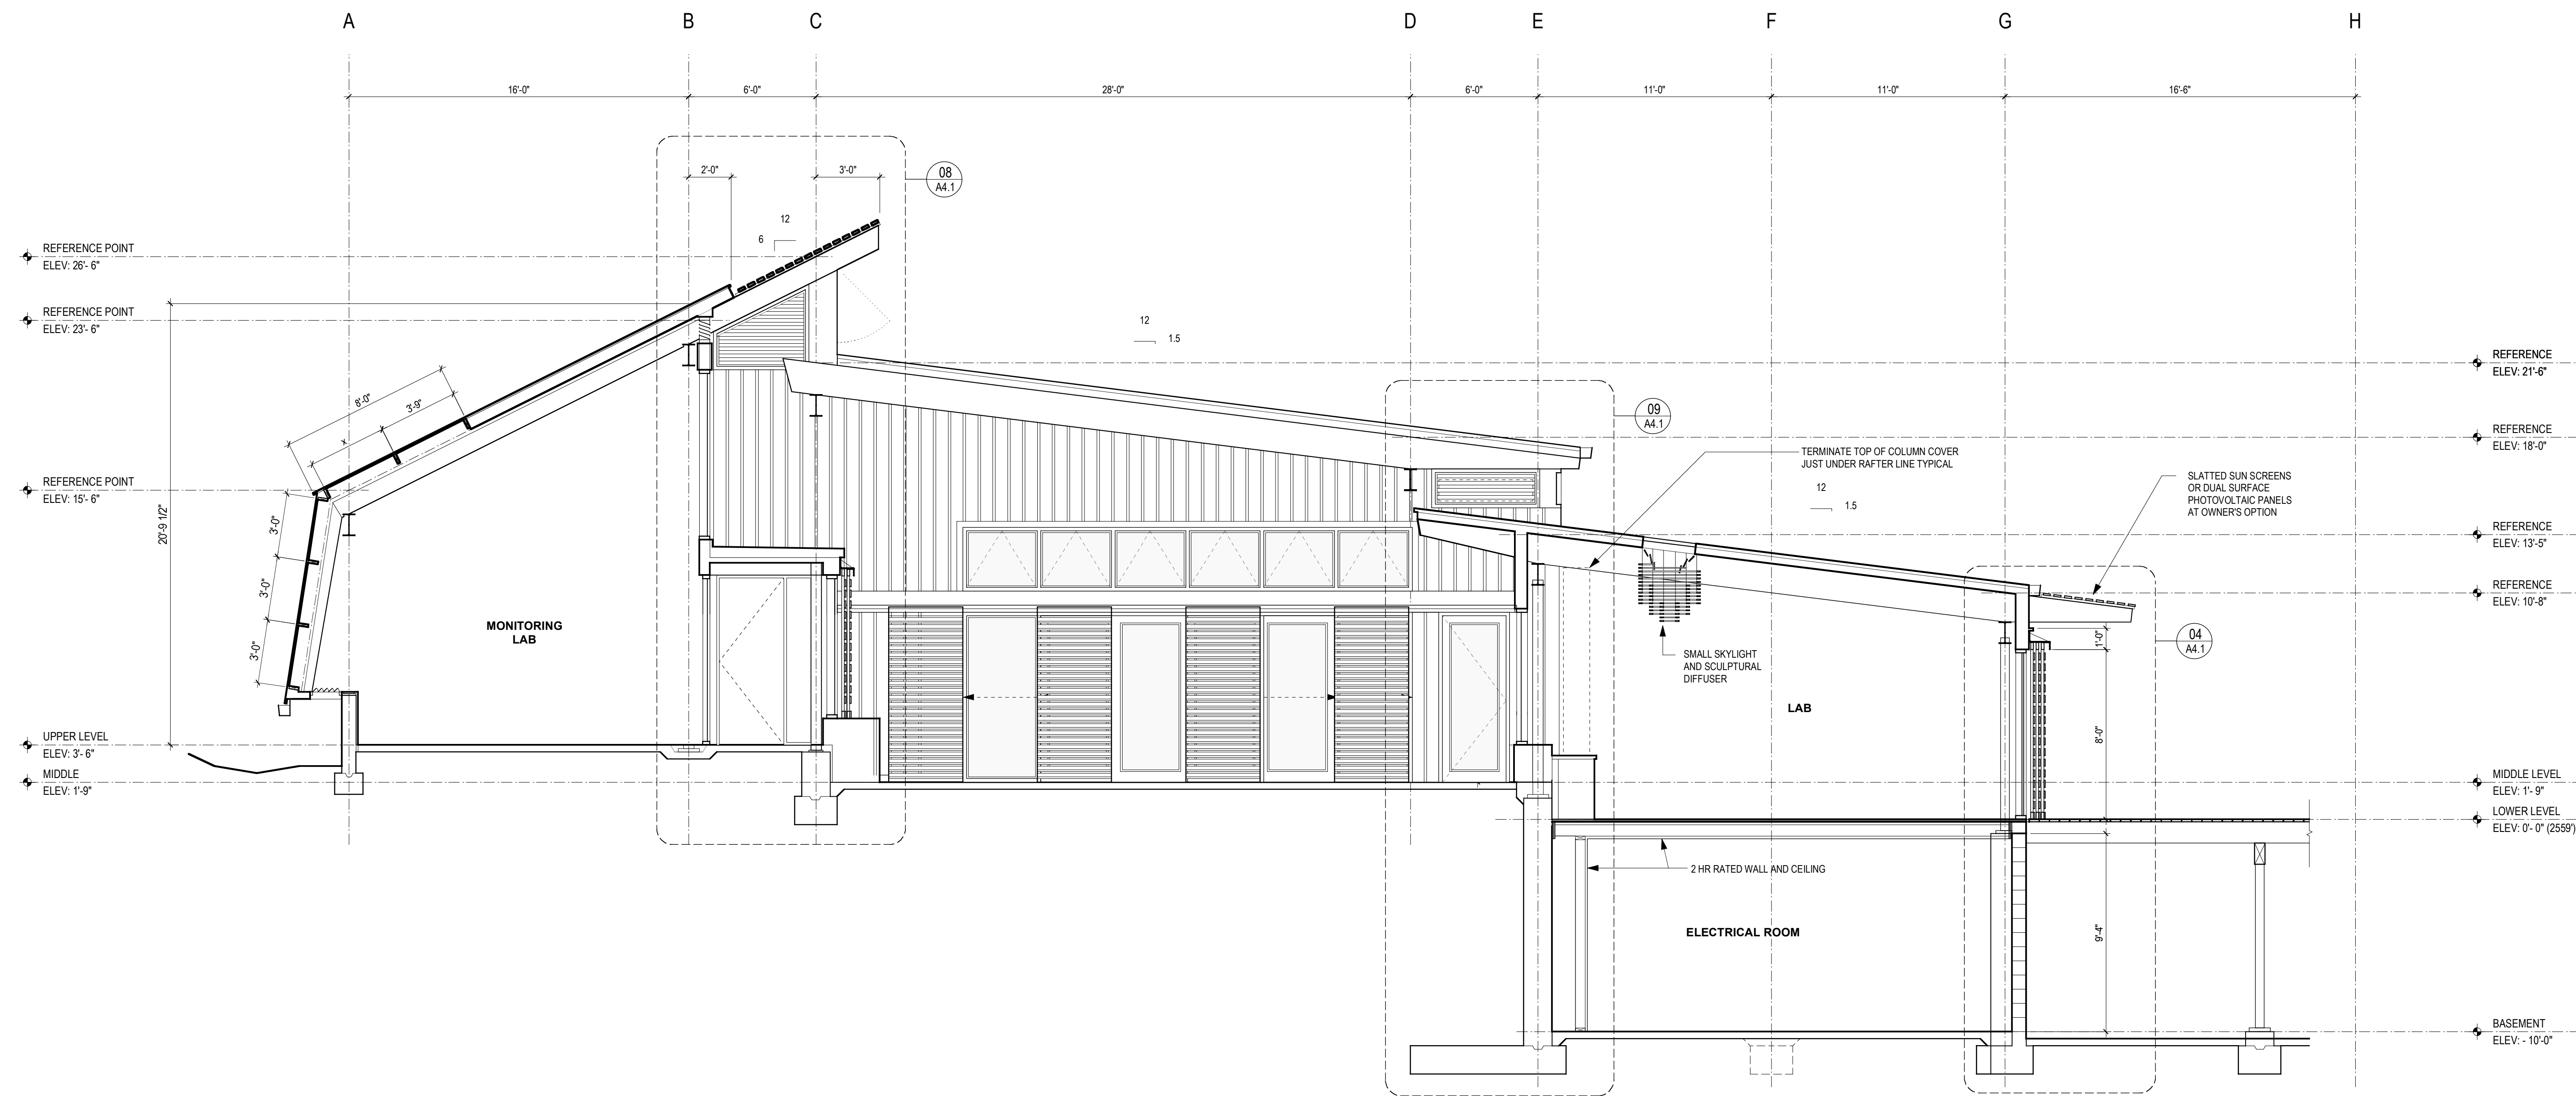 A B C D E F G H
16'-0" 6'-0" 28'-0" 6'-0" 11'-0" 11'-0" 16'-6"
2'-0" 3'-0"
08
A4.1
12
6
REFERENCE POINT
ELEV: 26'- 6"
REFERENCE POINT
ELEV: 23'- 6"
20'-9 1/2"
8'-0"
3'-9"
x
REFERENCE POINT
ELEV: 15'- 6"
3'-0"
3'-0"
3'-0"
MONITORING
LAB
UPPER LEVEL
ELEV: 3'- 6"
MIDDLE
ELEV: 1'-9"
12
1.5
09
A4.1
TERMINATE TOP OF COLUMN COVER
JUST UNDER RAFTER LINE TYPICAL
12
1.5
SLATTED SUN SCREENS
OR DUAL SURFACE
PHOTOVOLTAIC PANELS
AT OWNER'S OPTION
SMALL SKYLIGHT
AND SCULPTURAL
DIFFUSER
LAB
1'-0"
04
A4.1
8'-0"
2 HR RATED WALL AND CEILING
ELECTRICAL ROOM
9'-4"
REFERENCE
ELEV: 21'-6"
REFERENCE
ELEV: 18'-0"
REFERENCE
ELEV: 13'-5"
REFERENCE
ELEV: 10'-8"
MIDDLE LEVEL
ELEV: 1'- 9"
LOWER LEVEL
ELEV: 0'- 0" (2559')
BASEMENT
ELEV: - 10'-0"